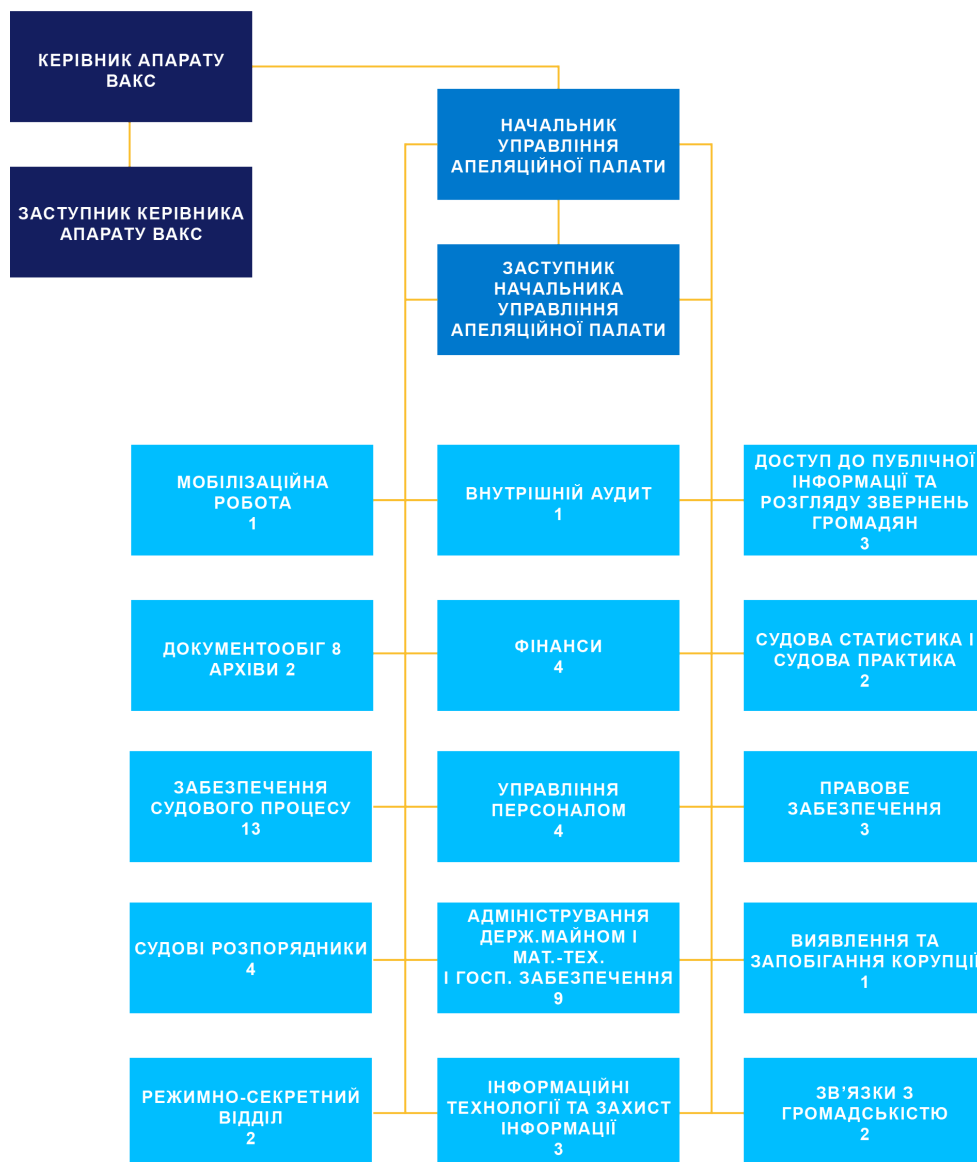 КЕРІВНИК АПАРАТУ
ВАКС
НАЧАЛЬНИК
УПРАВЛІННЯ
АПЕЛЯЦІЙНОЇ ПАЛАТИ
ЗАСТУПНИК КЕРІВНИКА
АПАРАТУ ВАКС
ЗАСТУПНИК
НАЧАЛЬНИКА
УПРАВЛІННЯ
АПЕЛЯЦІЙНОЇ ПАЛАТИ
МОБІЛІЗАЦІЙНА
РОБОТА
1
ВНУТРІШНІЙ АУДИТ
1
ДОСТУП ДО ПУБЛІЧНОЇ
ІНФОРМАЦІЇ ТА
РОЗГЛЯДУ ЗВЕРНЕНЬ
ГРОМАДЯН
3
ДОКУМЕНТООБІГ 8
АРХІВИ 2
ФІНАНСИ
4
СУДОВА СТАТИСТИКА І
СУДОВА ПРАКТИКА
2
ЗАБЕЗПЕЧЕННЯ
СУДОВОГО ПРОЦЕСУ
13
УПРАВЛІННЯ
ПЕРСОНАЛОМ
4
ПРАВОВЕ
ЗАБЕЗПЕЧЕННЯ
3
СУДОВІ РОЗПОРЯДНИКИ
4
АДМІНІСТРУВАННЯ
ДЕРЖ.МАЙНОМ І
МАТ.-ТЕХ.
І ГОСП. ЗАБЕЗПЕЧЕННЯ
9
ВИЯВЛЕННЯ ТА
ЗАПОБІГАННЯ КОРУПЦІЇ
1
РЕЖИМНО-СЕКРЕТНИЙ
ВІДДІЛ
2
ІНФОРМАЦІЙНІ
ТЕХНОЛОГІЇ ТА ЗАХИСТ
ІНФОРМАЦІЇ
3
ЗВ’ЯЗКИ З
ГРОМАДСЬКІСТЮ
2